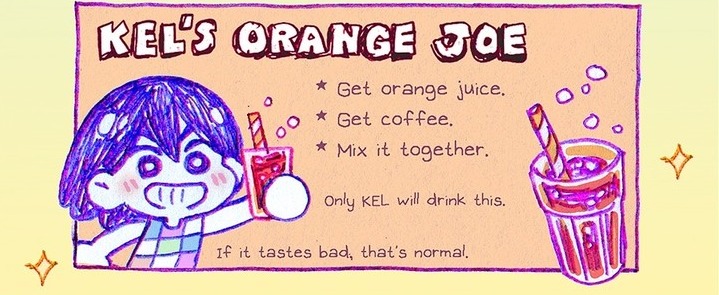 KEL'S ORANGE JOE
★ Get orange juice.
★ Get coffee.
★ Mix it together.
Only KEL will drink this.
If it tastes bad, that's normal.